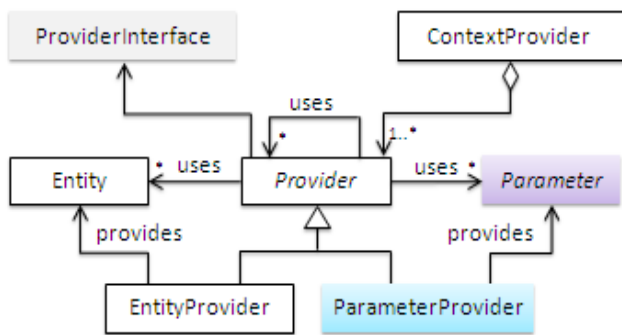 ProviderInterface
ContextProvider
uses
*
1..*
Entity
*
uses
Provider
uses
*
Parameter
provides
provides
EntityProvider
ParameterProvider